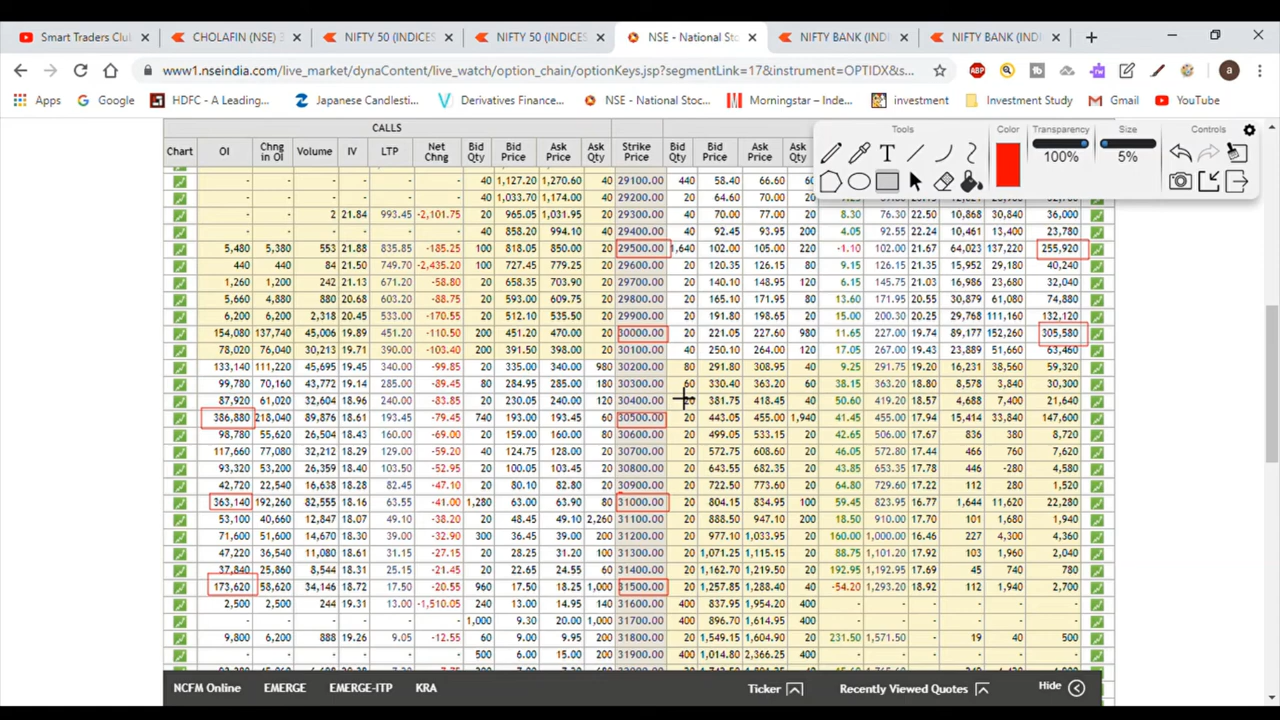 Smart Traders Clu
CHOLAFIN (NSE) 3
NIFTY 50 (INDICES
NIFTY 50 (INDICES
NSE - National Sto
NIFTY BANK (INDI
NIFTY BANK (INDI
www1.nseindia.com/live_market/dynaContent/live_watch/option_chain/optionKeys.jsp?segmentLink=17&instrument=OPTIDX&s...
ABP
a
Apps
Google
HDFC - A Leading...
Japanese Candlesti...
Derivatives Finance...
NSE - National Stoc...
Morningstar – Inde...
investment
Investment Study
Gmail
YouTube
CALLS
Tools Color Transparency Size Controls
100% 5%
Chart OI Chng in OI Volume IV LTP Net Chng Bid Qty Bid Price Ask Price Ask Qty Strike Price Bid Qty Bid Price Ask Price Ask Qty
- - - - - - 40 1,127.20 1,270.60 40 29100.00 440 58.40 66.60 60
- - - - - - 20 1,033.70 1,174.00 40 29200.00 20 64.60 70.00 20
- - 2 21.84 993.45 -2,101.75 20 965.05 1,031.95 20 29300.00 40 70.00 77.00 40 8.30 76.30 22.50 10,868 30,840 36,000
- - - - - - 40 858.20 994.10 40 29400.00 40 92.45 93.95 200 4.05 92.55 22.24 10,461 13,400 23,780
5,480 5,380 553 21.88 835.85 -185.25 100 818.05 850.00 20 29500.00 1,640 102.00 105.00 220 -1.10 102.00 21.67 64,023 137,220 255,920
440 440 84 21.50 749.70 -2,435.20 100 727.45 779.25 20 29600.00 20 120.35 126.15 80 9.15 126.15 21.35 15,952 29,180 40,240
1,260 1,200 242 21.13 671.20 -58.80 20 658.35 703.90 20 29700.00 20 140.10 148.95 20 6.15 145.15 21.03 16,986 23,680 32,040
5,660 4,880 880 20.68 603.20 -88.75 20 593.00 609.75 20 29800.00 20 165.10 171.95 80 13.60 171.95 20.55 30,879 61,080 74,880
6,200 6,200 2,318 20.45 533.00 -170.55 20 512.10 535.50 20 29900.00 20 191.80 198.65 20 15.00 200.30 20.25 29,768 111,160 132,120
154,080 137,740 45,006 19.89 451.20 -110.50 200 451.20 470.00 20 30000.00 20 221.05 227.60 980 11.65 227.00 19.74 89,177 152,260 305,580
78,020 76,040 30,213 19.71 390.00 -103.40 200 391.50 398.00 20 30100.00 40 250.10 264.00 120 17.05 267.00 19.43 23,889 51,660 63,460
133,140 111,220 45,695 19.45 340.00 -99.55 20 335.00 340.00 980 30200.00 80 291.80 308.95 40 9.25 291.75 19.20 16,241 38,560 59,320
99,780 70,160 43,772 19.14 285.00 -89.45 80 284.95 285.00 180 30300.00 60 330.40 363.20 60 38.15 363.20 18.80 8,578 3,840 30,300
87,920 61,020 32,604 18.96 240.00 -83.85 20 230.05 240.00 120 30400.00 20 381.75 418.45 40 50.60 419.20 18.57 4,688 7,400 21,640
386,880 218,040 89,876 18.61 193.45 -79.45 740 193.00 193.45 60 30500.00 20 443.05 455.00 1,940 41.45 455.00 17.94 15,414 33,840 147,600
98,780 55,620 26,504 18.43 160.00 -69.00 20 159.00 160.00 80 30600.00 20 499.05 533.15 20 42.65 506.00 17.67 836 380 8,720
117,660 77,080 32,212 18.29 128.00 -59.20 60 124.75 128.00 20 30700.00 20 572.75 608.60 20 46.05 572.80 17.44 466 760 7,620
93,320 53,200 26,359 18.40 103.50 -52.95 20 100.05 103.45 20 30800.00 20 643.55 682.35 20 43.85 653.35 17.78 446 -280 4,580
42,720 22,540 16,638 18.28 82.45 -47.10 20 80.10 82.80 20 30900.00 20 722.50 773.60 20 64.80 729.60 17.22 112 280 1,520
363,140 192,260 82,555 18.16 63.55 -41.00 1,280 63.00 63.90 80 31000.00 20 804.15 834.95 100 59.45 823.95 16.77 1,644 11,620 22,280
53,100 40,660 12,847 18.07 49.10 -38.20 20 48.45 49.10 2,260 31100.00 20 888.50 947.10 200 18.50 910.00 17.70 101 1,680 1,940
71,600 51,600 14,670 18.30 39.00 -32.90 300 36.45 39.00 200 31200.00 20 977.10 1,033.95 20 160.00 1,000.00 16.46 227 4,300 4,360
47,220 36,540 11,080 18.61 31.15 -27.15 20 28.25 31.20 100 31300.00 20 1,071.25 1,115.15 20 88.75 1,101.20 17.92 103 1,960 2,040
37,840 25,860 8,544 18.31 25.15 -21.45 20 22.65 24.55 60 31400.00 20 1,162.70 1,219.50 20 192.95 1,192.95 17.69 45 740 780
173,620 58,620 34,146 18.72 17.50 -20.55 960 17.50 18.25 1,000 31500.00 20 1,257.85 1,288.40 40 -54.20 1,293.20 18.92 112 1,940 2,700
2,500 2,500 244 19.31 13.00 -1,510.05 240 13.00 14.95 140 31600.00 400 837.95 1,954.20 400 - - - - - -
- - - - - - 1,000 9.30 20.00 1,000 31700.00 400 896.70 1,614.95 400 - - - - - -
9,800 6,200 888 19.26 9.05 -12.55 60 9.00 9.95 200 31800.00 20 1,549.15 1,604.90 20 231.50 1,571.50 - 19 40 500
- - - - - - 500 6.00 15.00 200 31900.00 400 1,014.80 2,366.25 400 - - - - - -
NCFM Online EMERGE EMERGE-ITP KRA Ticker Recently Viewed Quotes Hide